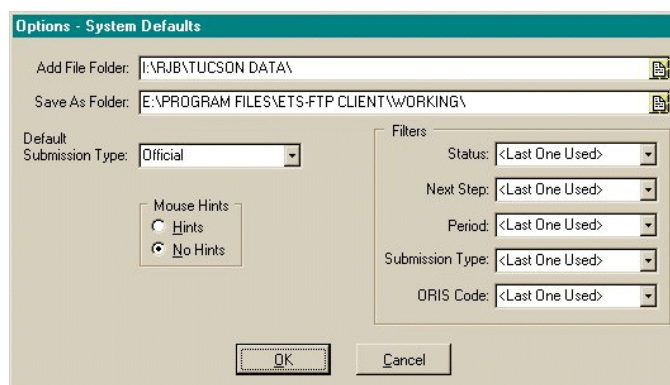 Options - System Defaults
Add File Folder: I:\RJB\TUCSON DATA\
Save As Folder: E:\PROGRAM FILES\ETS-FTP CLIENT\WORKING\
Default
Submission Type: Official
Mouse Hints
Hints
No Hints
Filters
Status: <Last One Used>
Next Step: <Last One Used>
Period: <Last One Used>
Submission Type: <Last One Used>
ORIS Code: <Last One Used>
OK Cancel